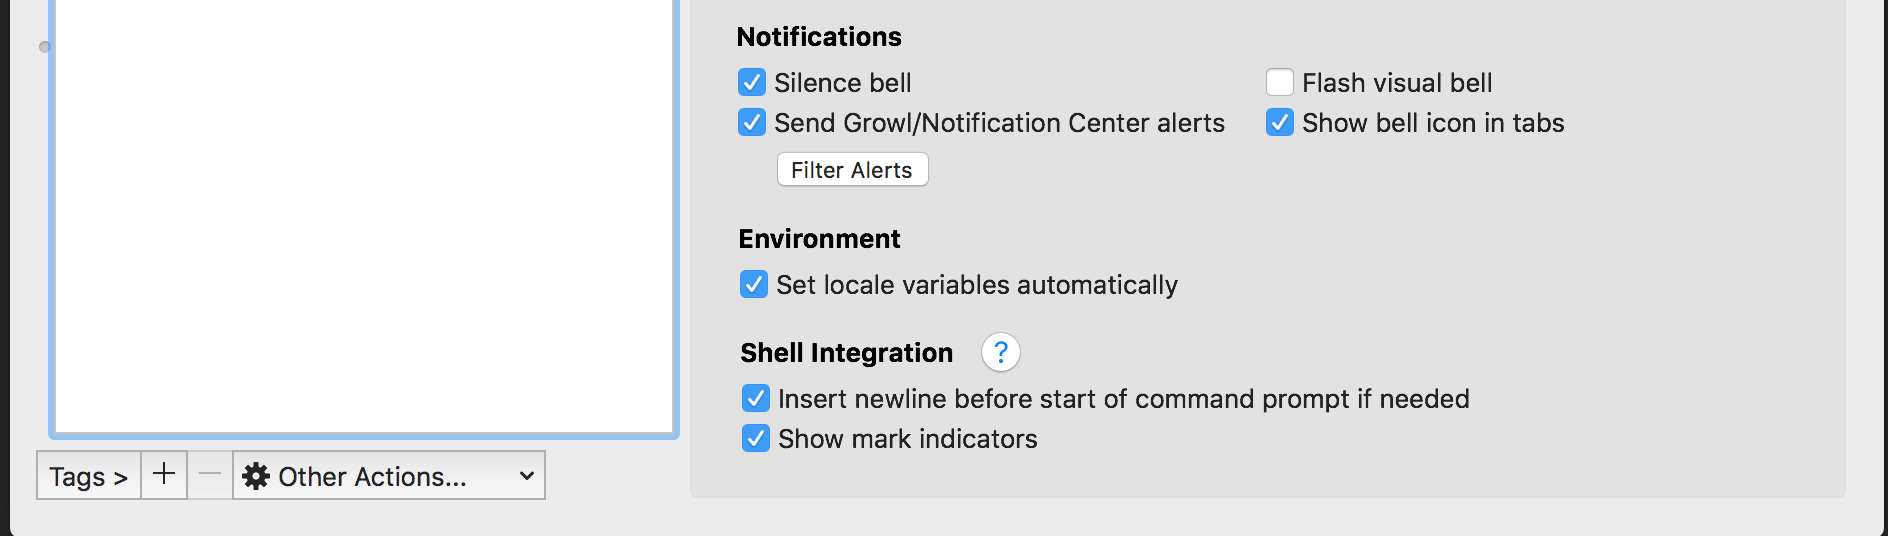 Notifications
Silence bell
Flash visual bell
Send Growl/Notification Center alerts
Show bell icon in tabs
Filter Alerts
Environment
Set locale variables automatically
Shell Integration ?
Insert newline before start of command prompt if needed
Show mark indicators
Tags > + − Other Actions...